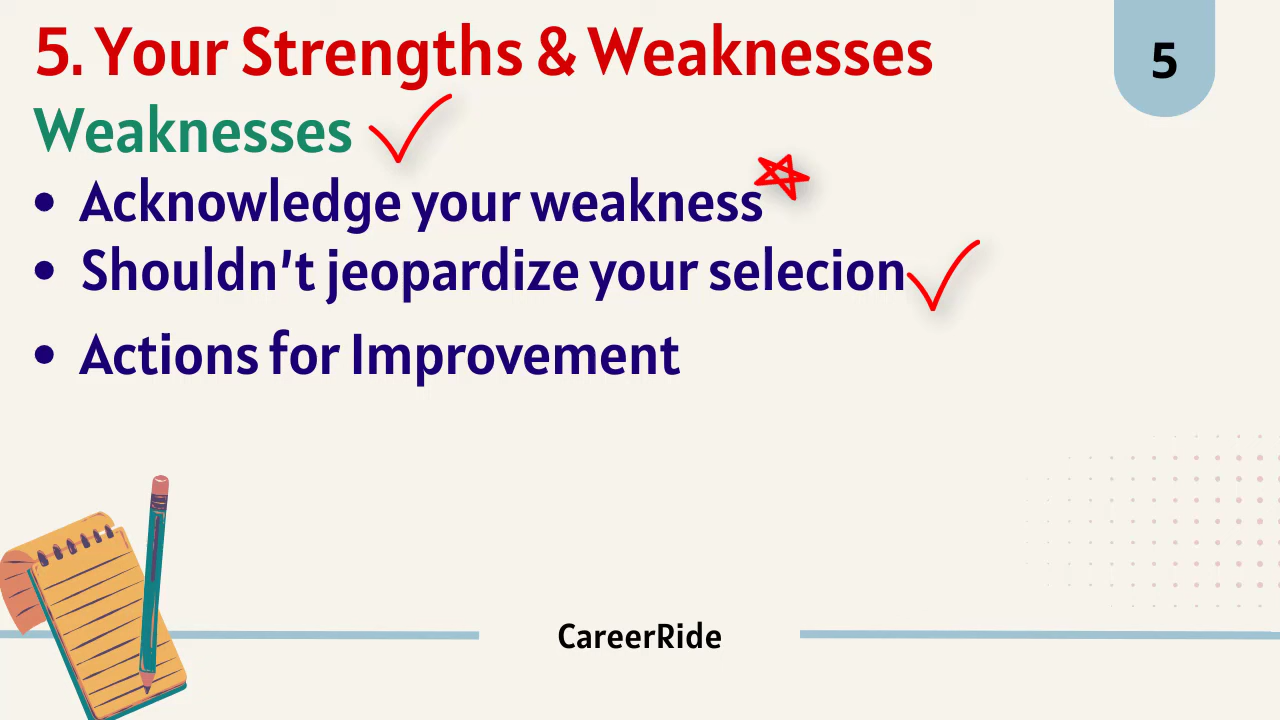 5. Your Strengths & Weaknesses
5
Weaknesses
• Acknowledge your weakness
• Shouldn't jeopardize your selecion
• Actions for Improvement
CareerRide